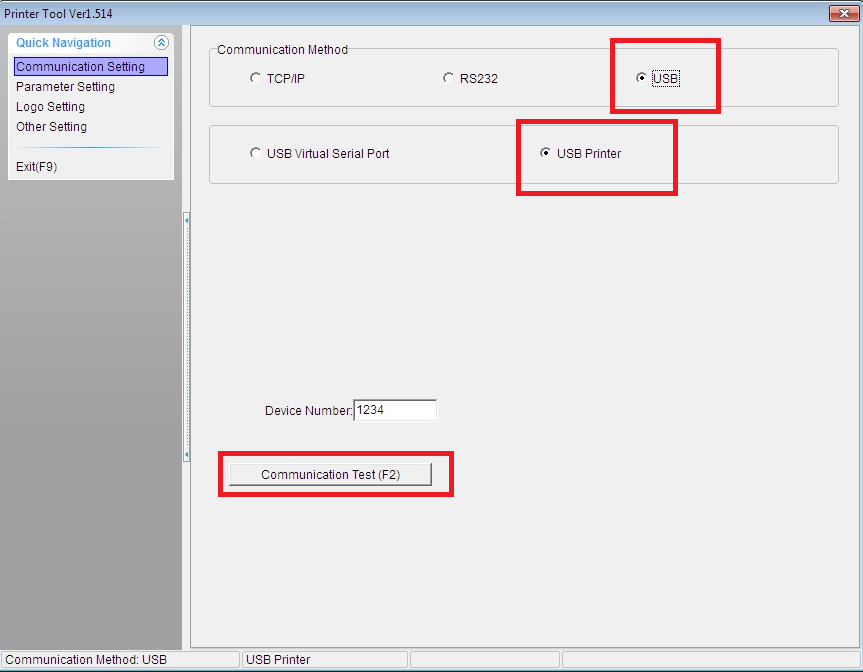 Printer Tool Ver1.514
Quick Navigation
Communication Setting
Parameter Setting
Logo Setting
Other Setting
Exit(F9)
Communication Method
TCP/IP RS232 USB
USB Virtual Serial Port USB Printer
Device Number: 1234
Communication Test (F2)
Communication Method: USB USB Printer